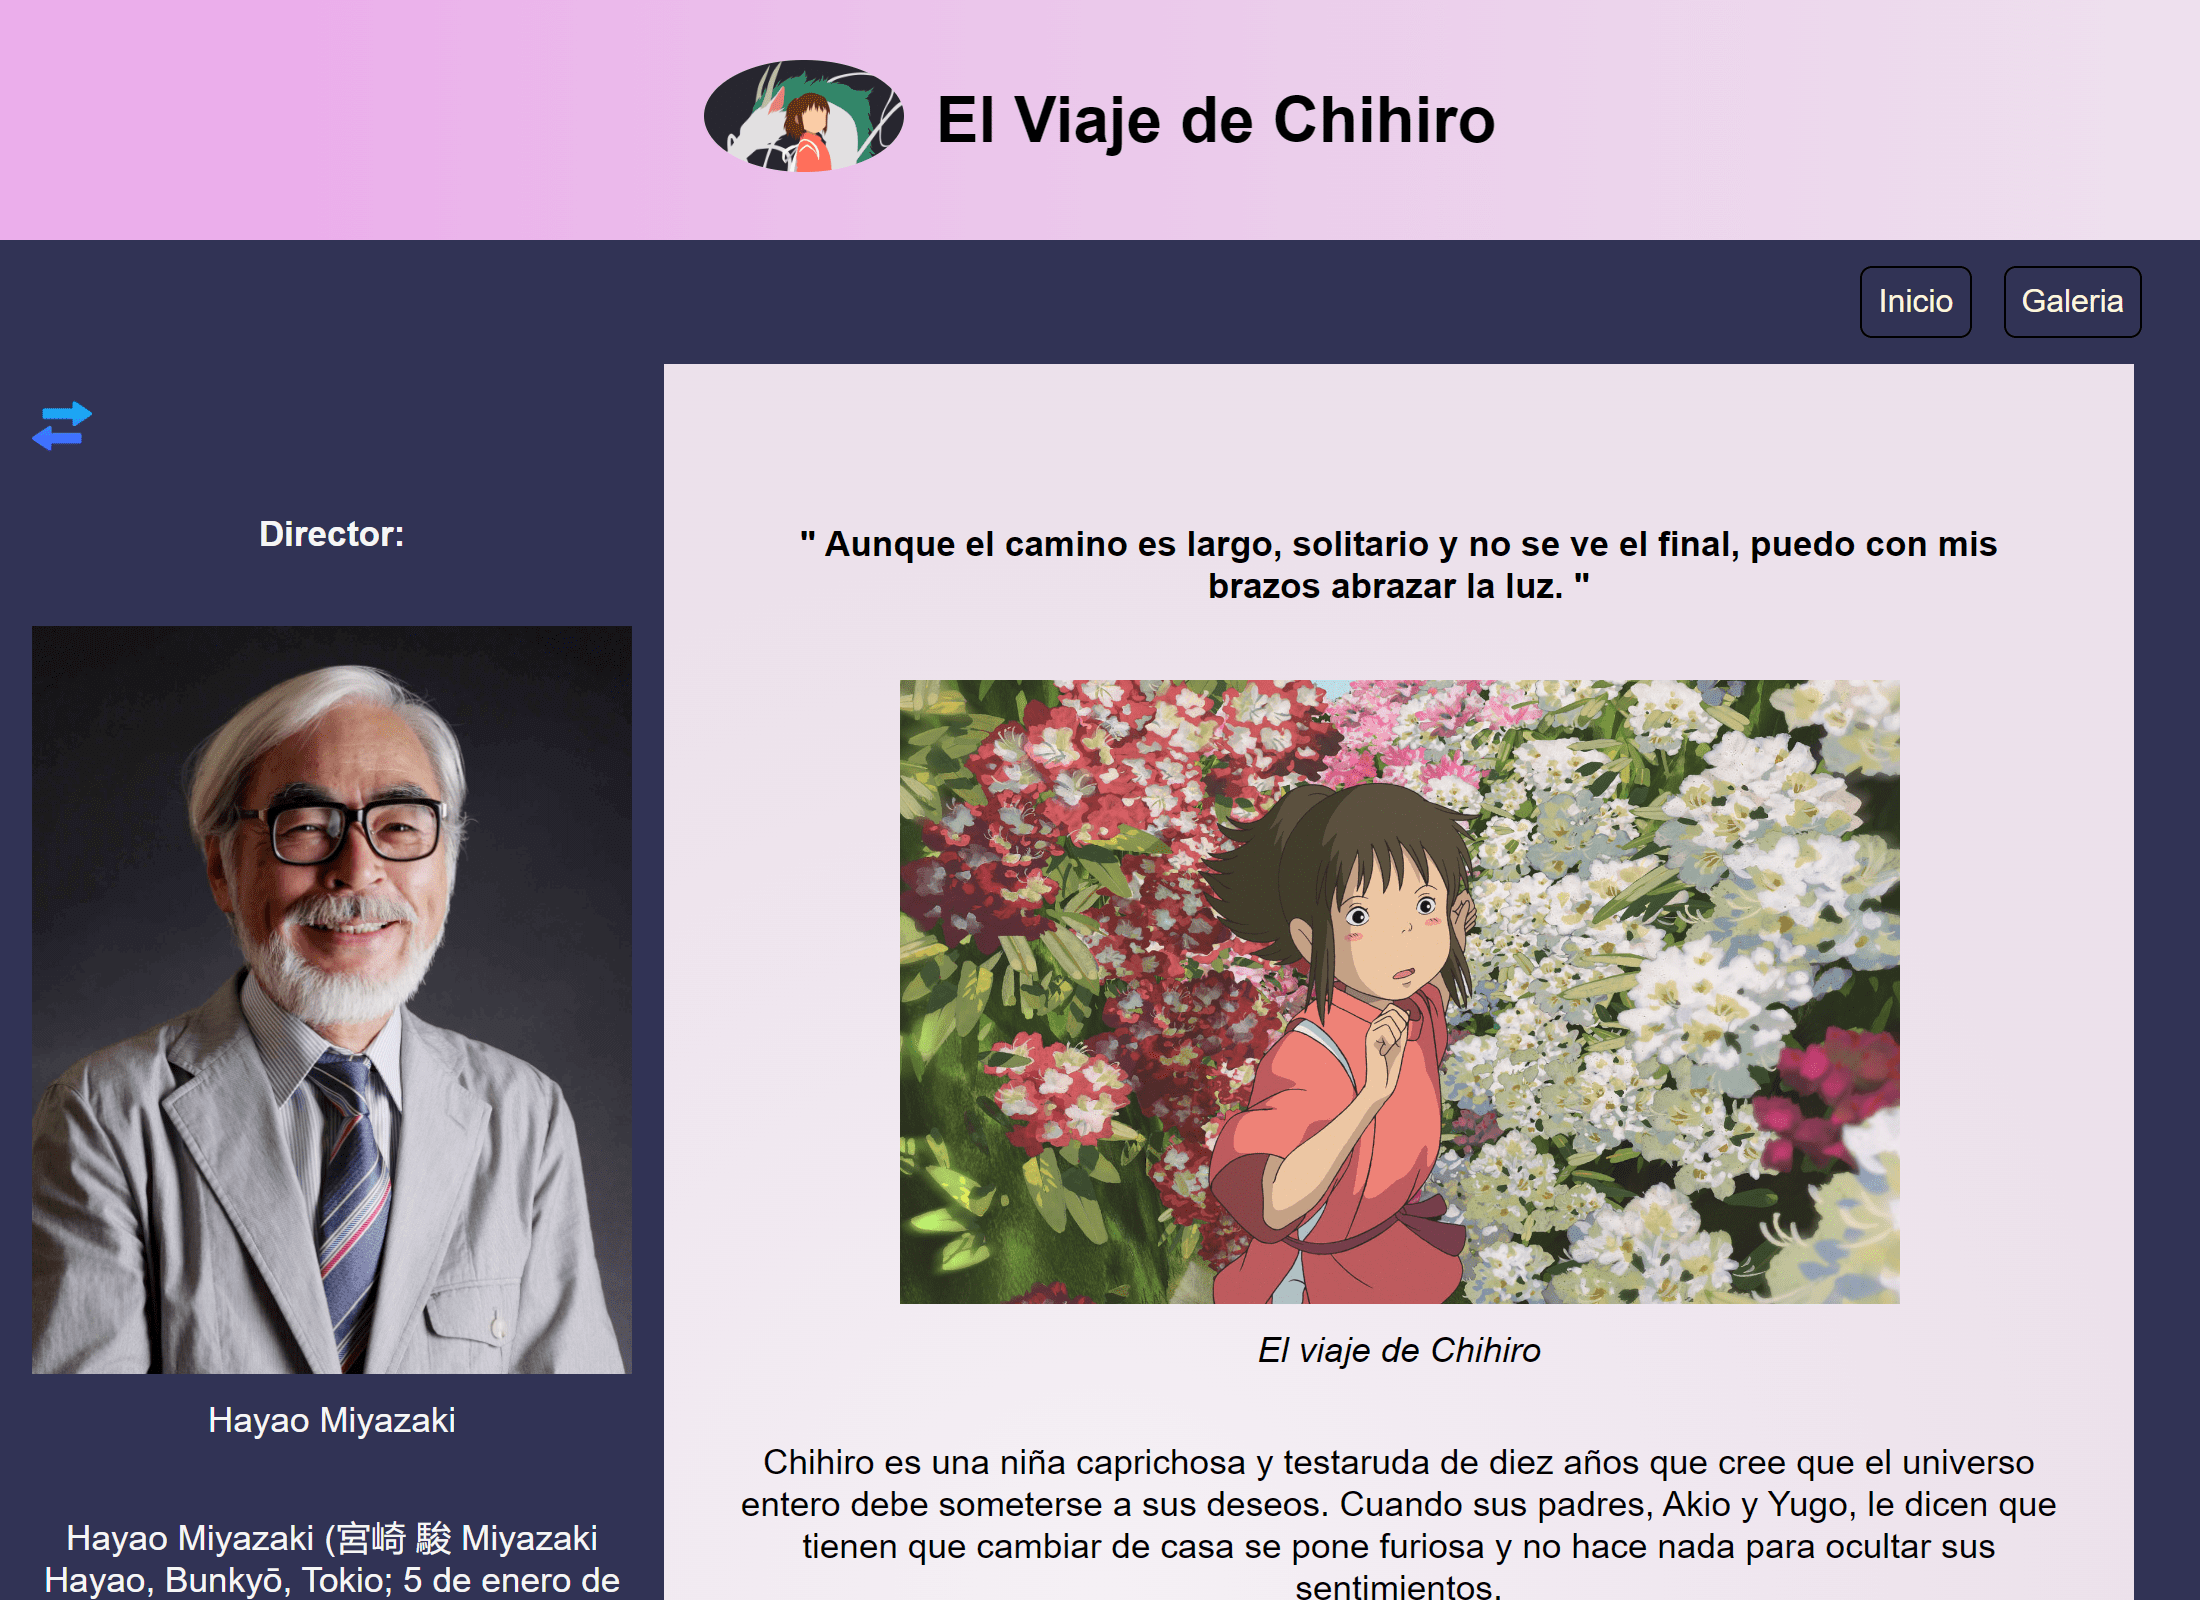 El Viaje de Chihiro
Inicio
Galeria
Director:
Hayao Miyazaki
Hayao Miyazaki (宮崎 駿 Miyazaki
Hayao, Bunkyō, Tokio; 5 de enero de
" Aunque el camino es largo, solitario y no se ve el final, puedo con mis
brazos abrazar la luz. "
El viaje de Chihiro
Chihiro es una niña caprichosa y testaruda de diez años que cree que el universo
entero debe someterse a sus deseos. Cuando sus padres, Akio y Yugo, le dicen que
tienen que cambiar de casa se pone furiosa y no hace nada para ocultar sus
sentimientos.